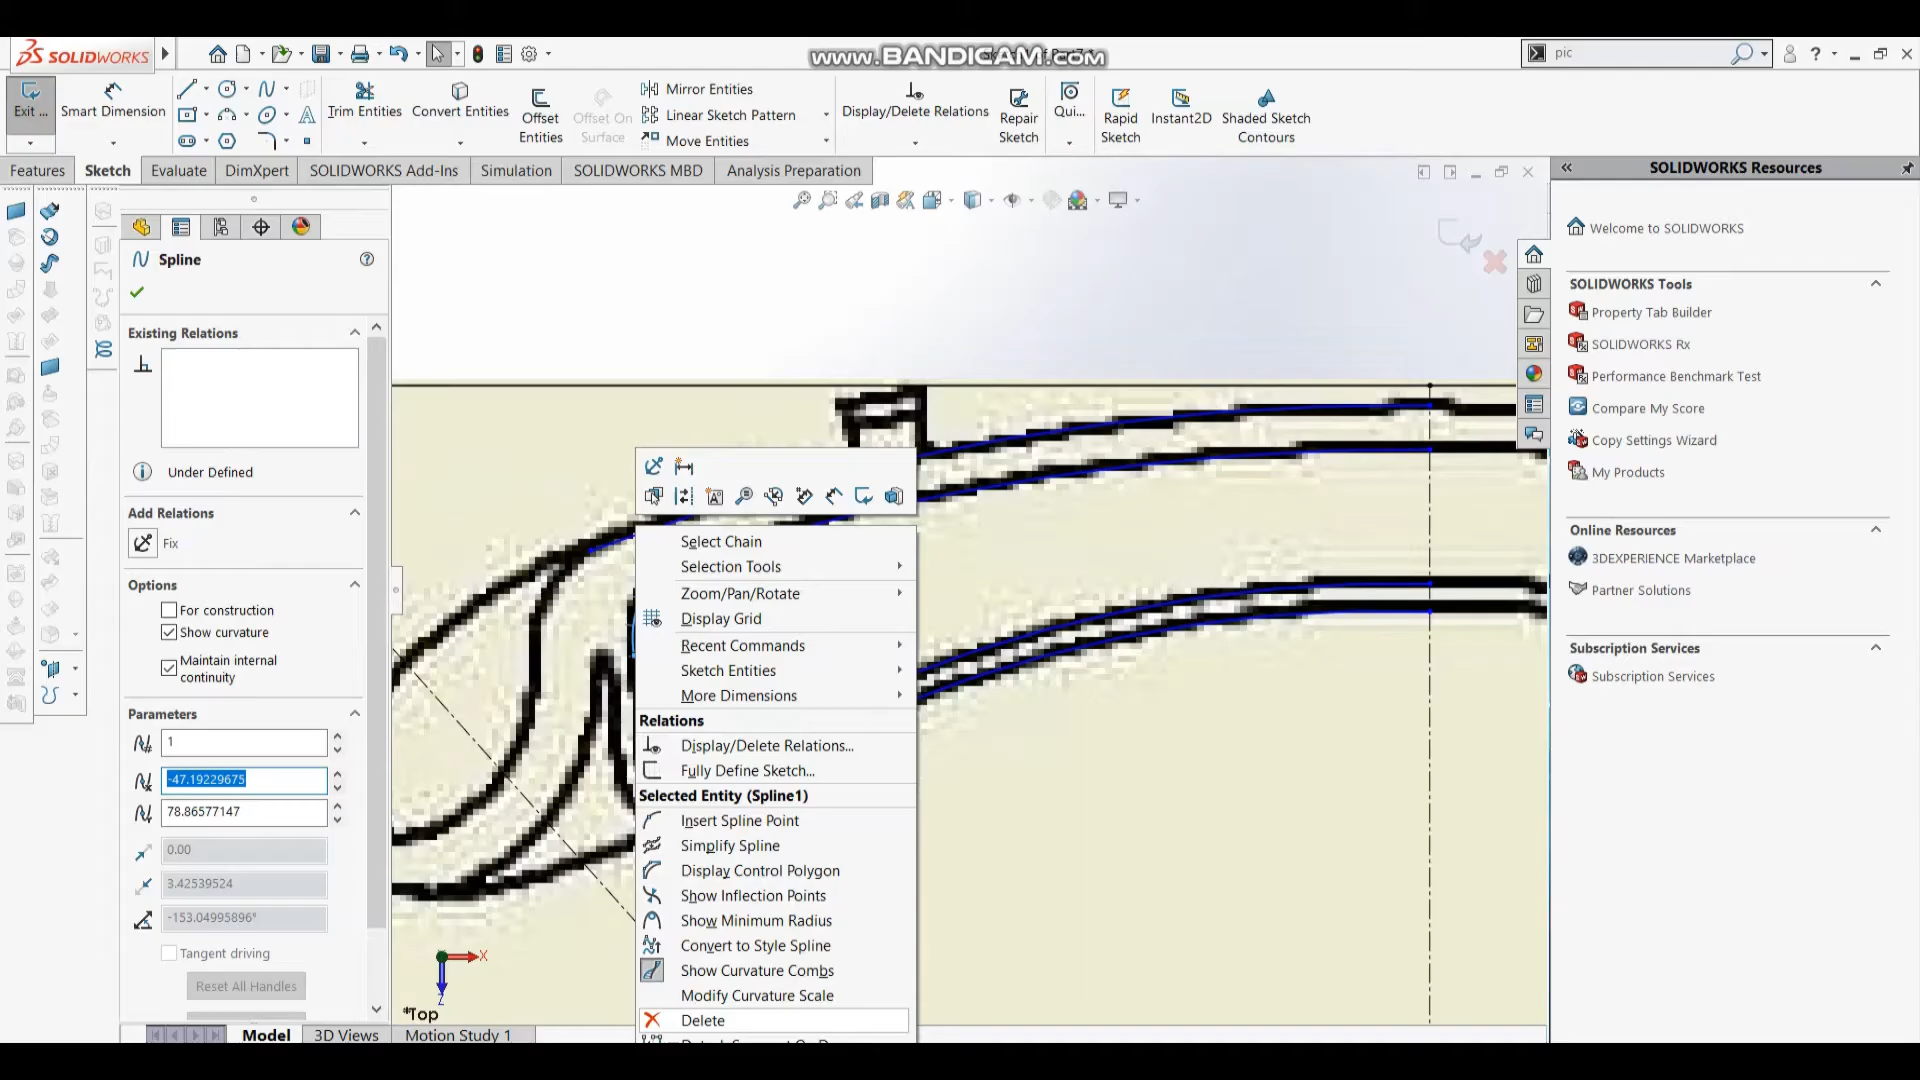 SOLIDWORKS
www.BANDICAM.com
pic
Exit ...
Smart Dimension
Trim Entities
Convert Entities
Offset Entities
Offset On Surface
Mirror Entities
Linear Sketch Pattern
Move Entities
Display/Delete Relations
Repair Sketch
Qui...
Rapid Sketch
Instant2D
Shaded Sketch Contours
Features
Sketch
Evaluate
DimXpert
SOLIDWORKS Add-Ins
Simulation
SOLIDWORKS MBD
Analysis Preparation
SOLIDWORKS Resources
Spline
Existing Relations
Under Defined
Add Relations
Fix
Options
For construction
Show curvature
Maintain internal
continuity
Parameters
1
-47.19229675
78.86577147
0.00
3.42539524
-153.04995896°
Tangent driving
Reset All Handles
Select Chain
Selection Tools
Zoom/Pan/Rotate
Display Grid
Recent Commands
Sketch Entities
More Dimensions
Relations
Display/Delete Relations...
Fully Define Sketch...
Selected Entity (Spline1)
Insert Spline Point
Simplify Spline
Display Control Polygon
Show Inflection Points
Show Minimum Radius
Convert to Style Spline
Show Curvature Combs
Modify Curvature Scale
Delete
X
Z
*Top
Model
3D Views
Motion Study 1
Welcome to SOLIDWORKS
SOLIDWORKS Tools
Property Tab Builder
SOLIDWORKS Rx
Performance Benchmark Test
Compare My Score
Copy Settings Wizard
My Products
Online Resources
3DEXPERIENCE Marketplace
Partner Solutions
Subscription Services
Subscription Services